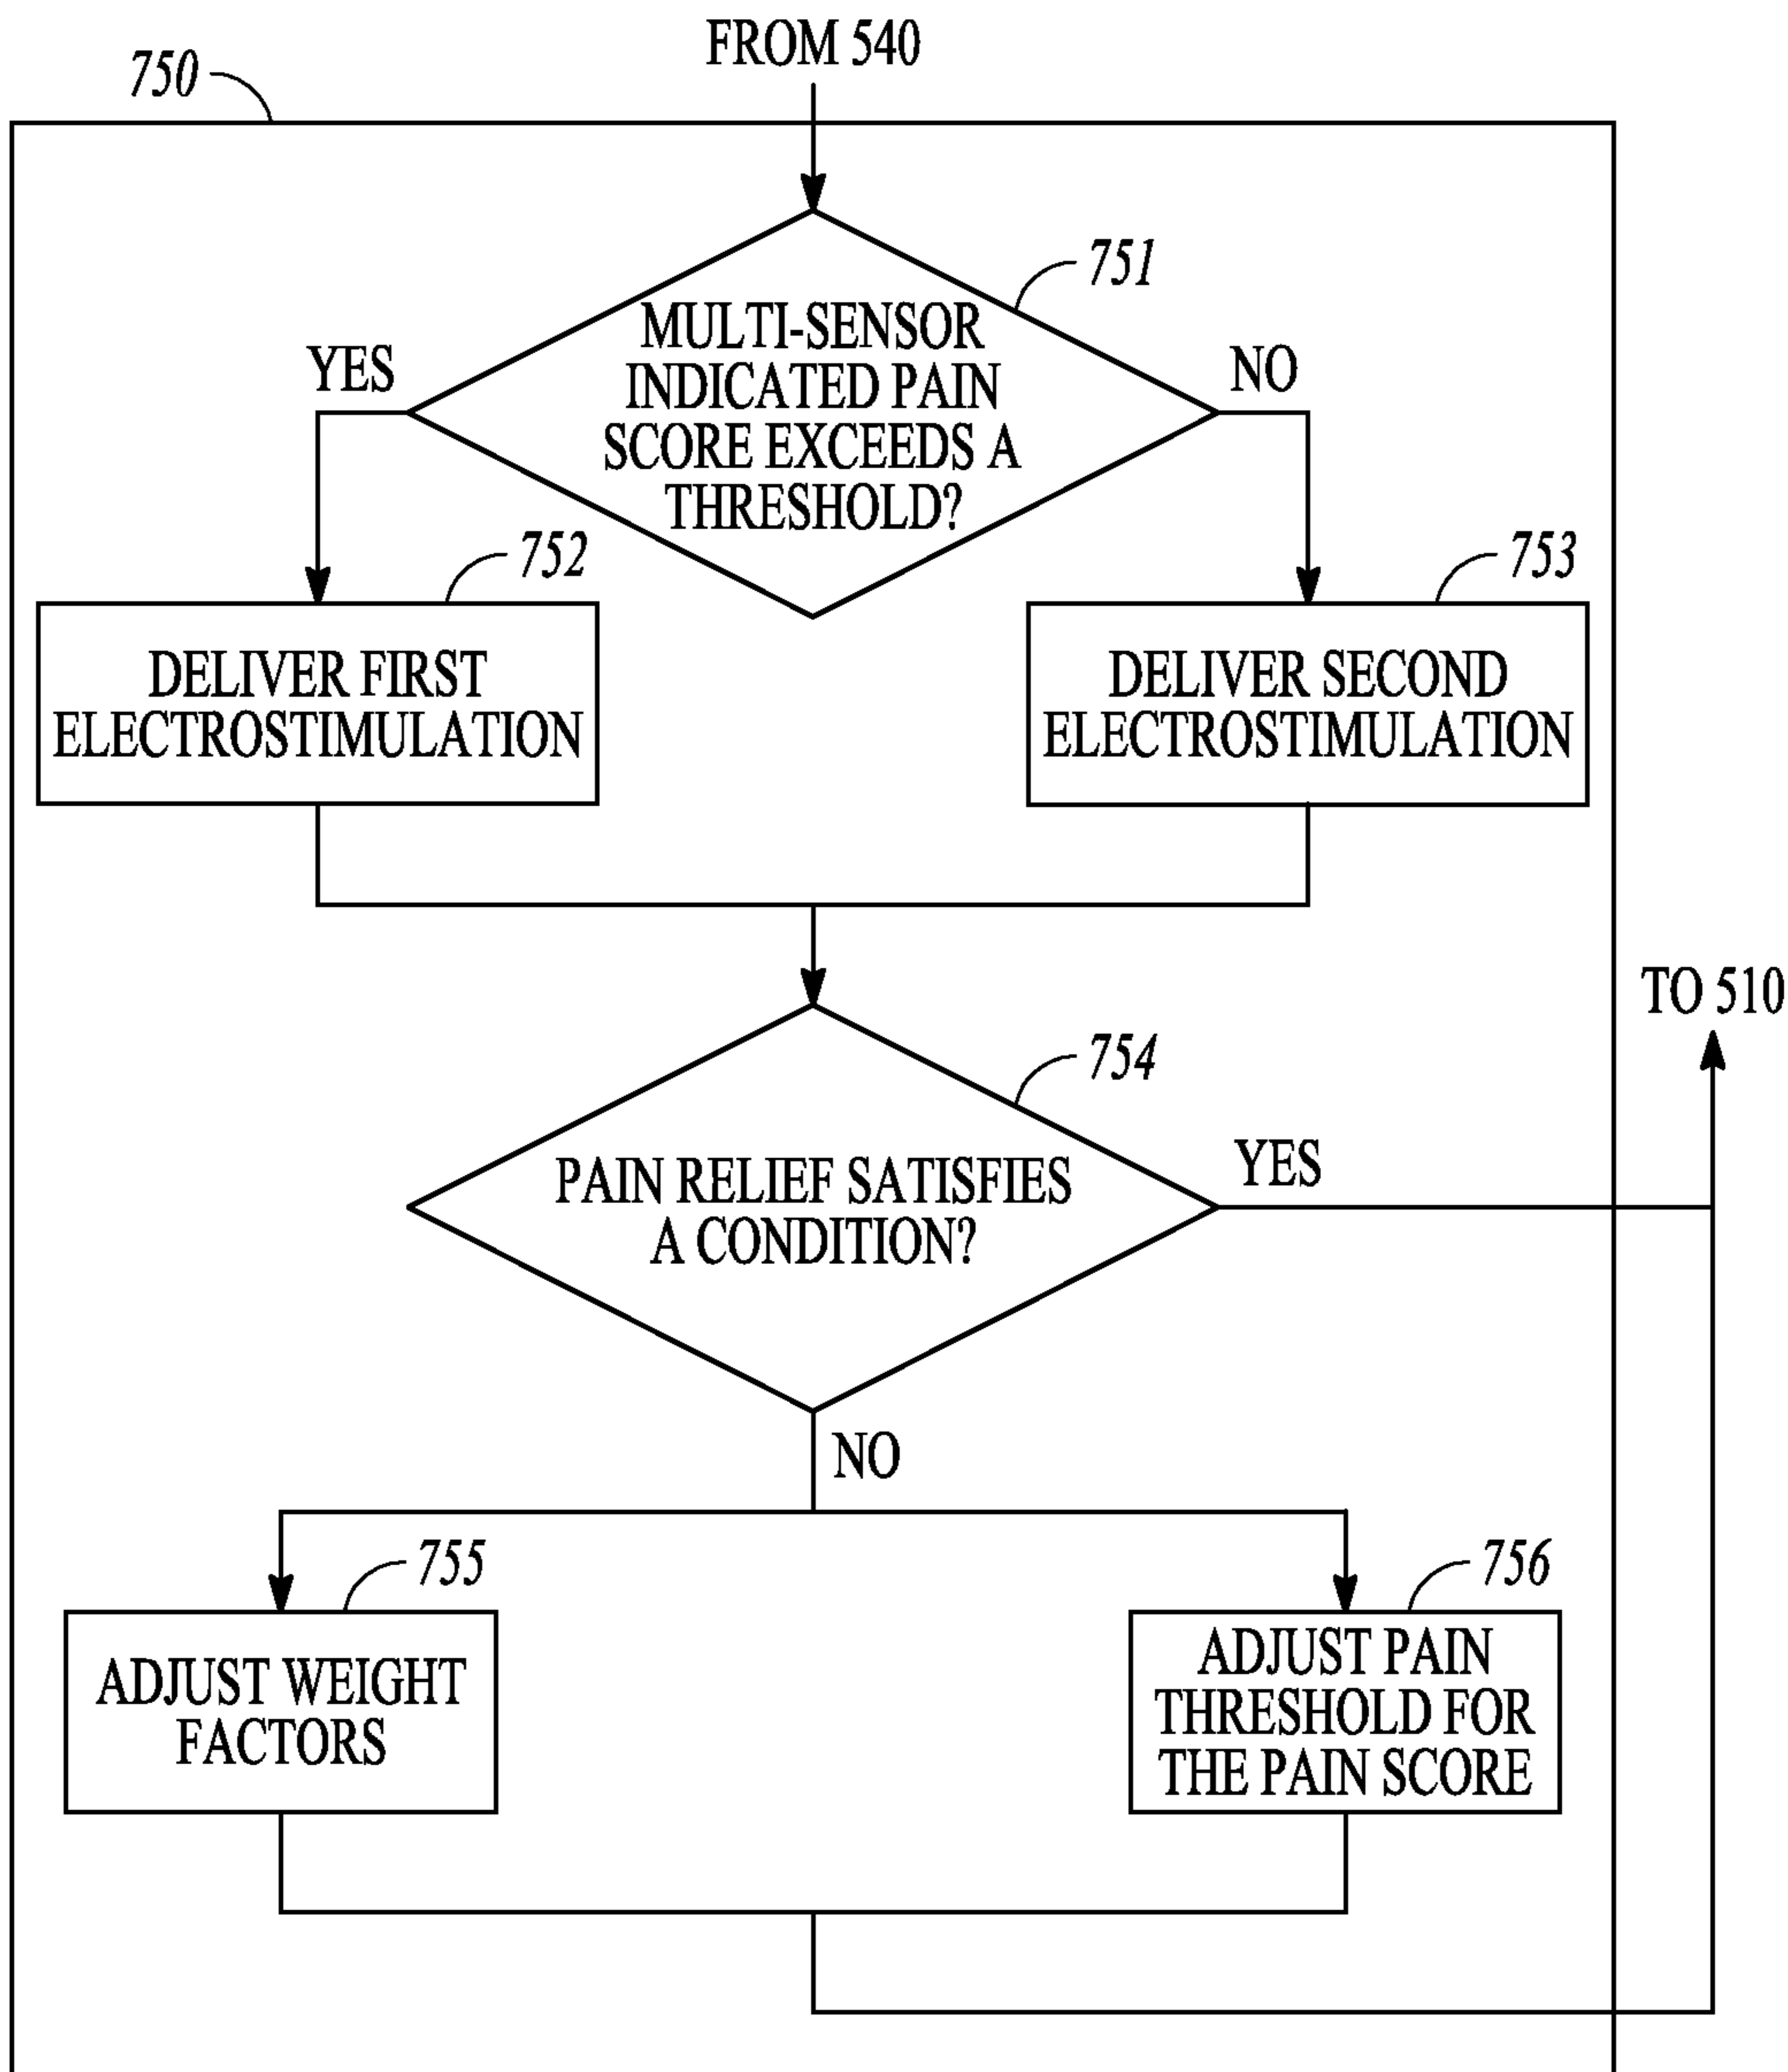 FROM 540
750
751
MULTI-SENSOR
INDICATED PAIN
SCORE EXCEEDS A
THRESHOLD?
YES
NO
752
753
DELIVER FIRST
ELECTROSTIMULATION
DELIVER SECOND
ELECTROSTIMULATION
TO 510
754
PAIN RELIEF SATISFIES
A CONDITION?
YES
NO
755
756
ADJUST WEIGHT
FACTORS
ADJUST PAIN
THRESHOLD FOR
THE PAIN SCORE